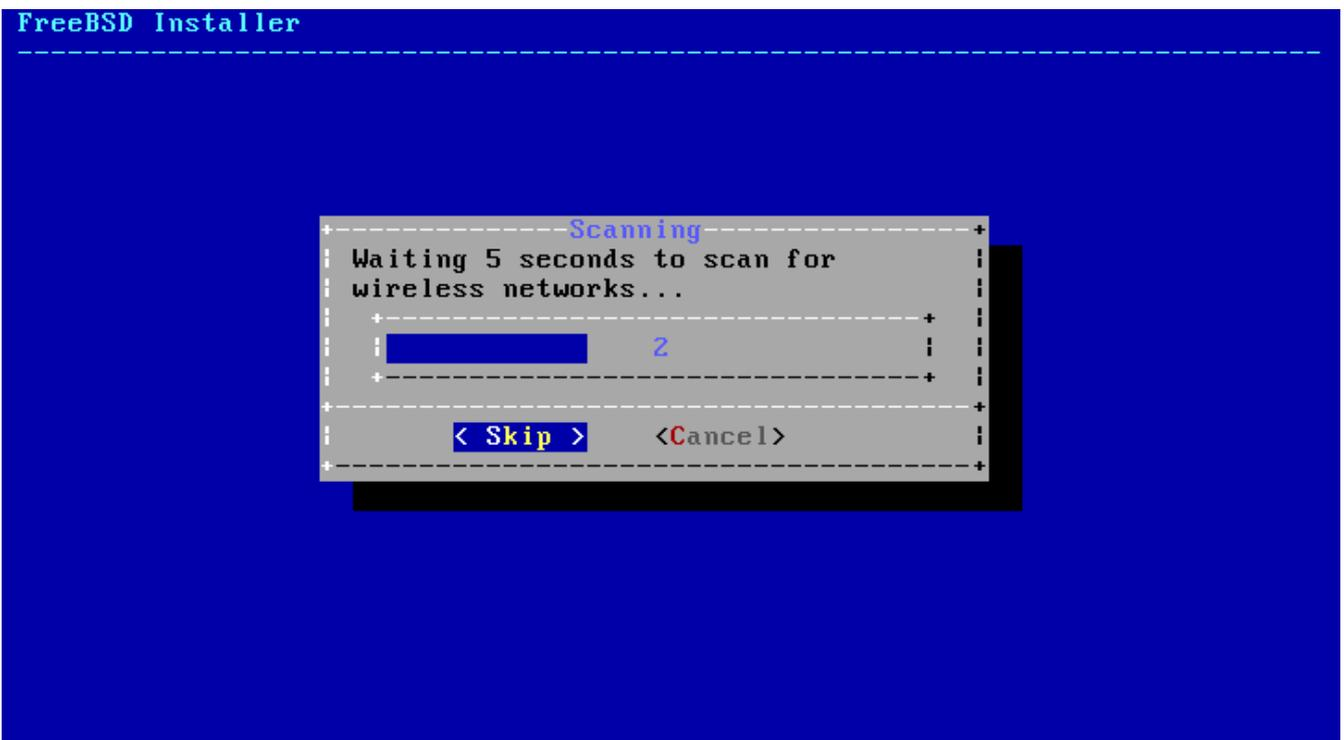 FreeBSD Installer
Scanning
Waiting 5 seconds to scan for
wireless networks...
2
< Skip > <Cancel>